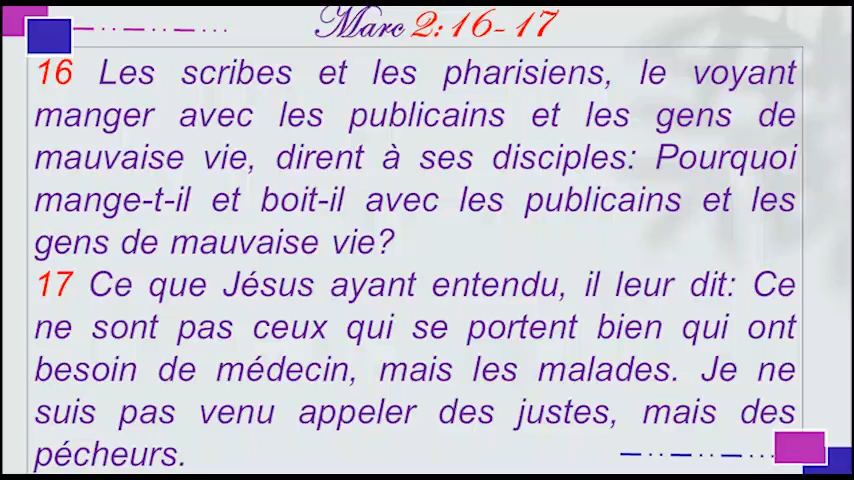 Marc 2:16-17
16 Les scribes et les pharisiens, le voyant
manger avec les publicains et les gens de
mauvaise vie, dirent à ses disciples: Pourquoi
mange-t-il et boit-il avec les publicains et les
gens de mauvaise vie?
17 Ce que Jésus ayant entendu, il leur dit: Ce
ne sont pas ceux qui se portent bien qui ont
besoin de médecin, mais les malades. Je ne
suis pas venu appeler des justes, mais des
pécheurs.